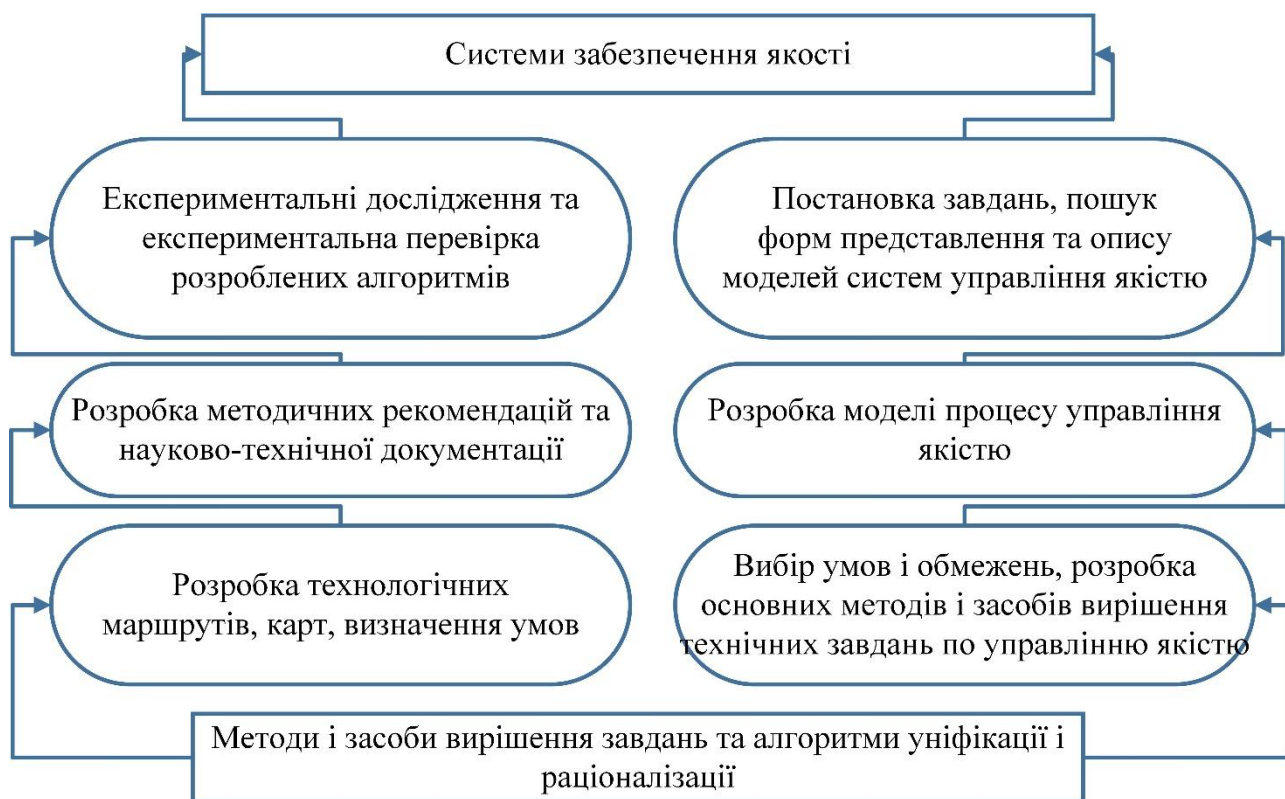 Системи забезпечення якості
Експериментальні дослідження та
експериментальна перевірка
розроблених алгоритмів
Постановка завдань, пошук
форм представлення та опису
моделей систем управління якістю
Розробка методичних рекомендацій та
науково-технічної документації
Розробка моделі процесу управління
якістю
Розробка технологічних
маршрутів, карт, визначення умов
Вибір умов і обмежень, розробка
основних методів і засобів вирішення
технічних завдань по управлінню якістю
Методи і засоби вирішення завдань та алгоритми уніфікації і
раціоналізації